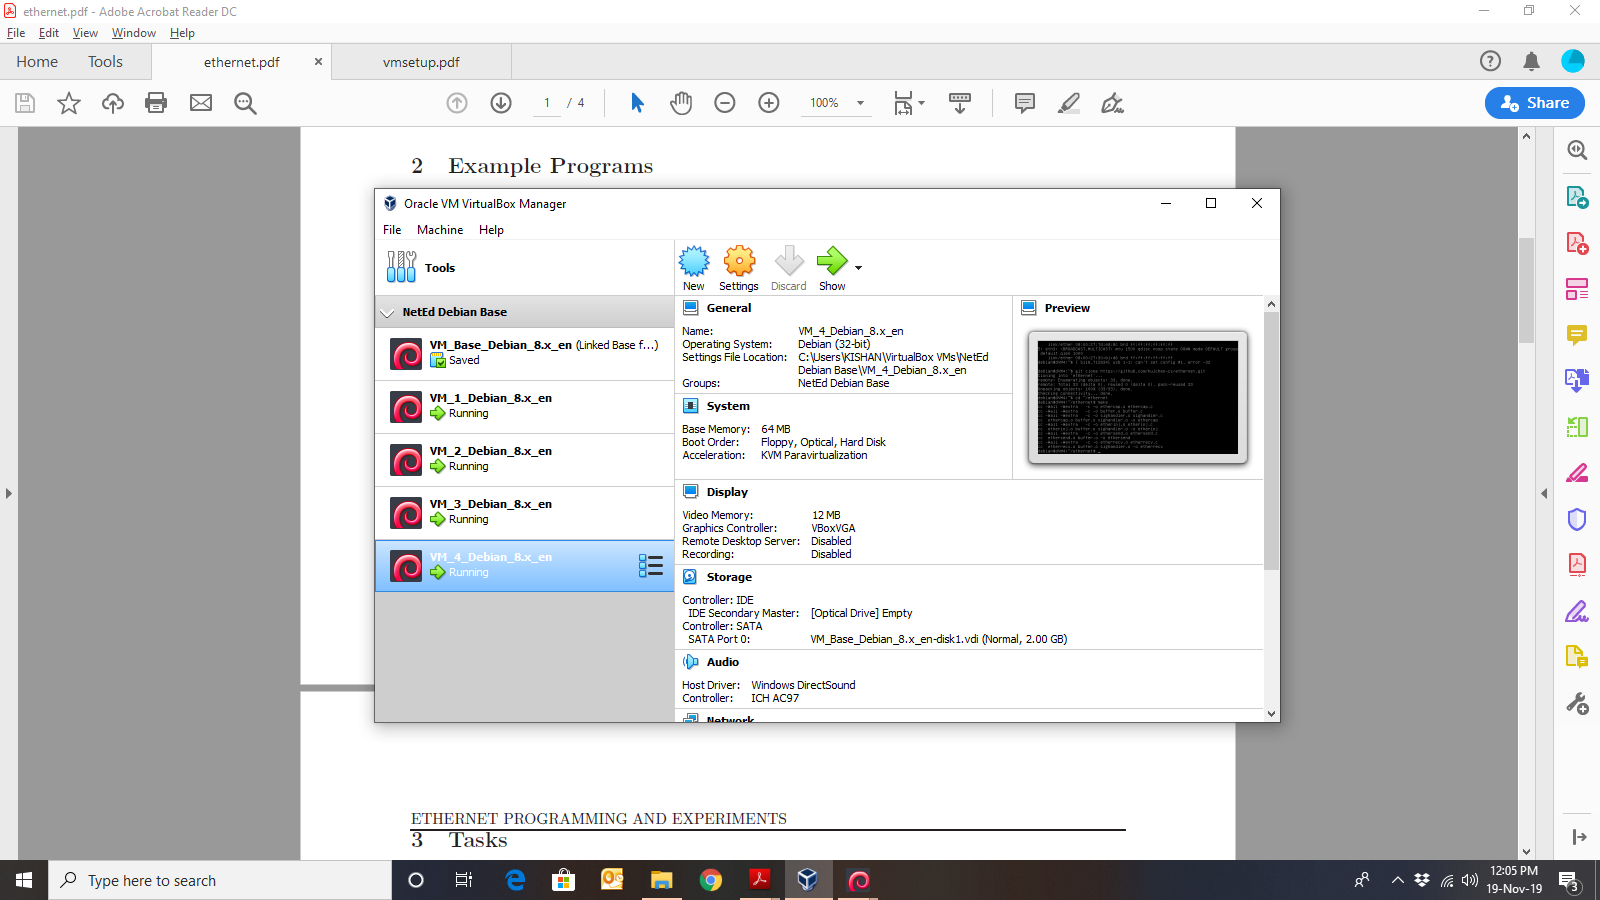 ethernet.pdf - Adobe Acrobat Reader DC
File Edit View Window Help
Home Tools ethernet.pdf × vmsetup.pdf
1 / 4 100% Share
2 Example Programs
Oracle VM VirtualBox Manager
File Machine Help
Tools
New Settings Discard Show
NetEd Debian Base
VM_Base_Debian_8.x_en (Linked Base f...)
Saved
VM_1_Debian_8.x_en
Running
VM_2_Debian_8.x_en
Running
VM_3_Debian_8.x_en
Running
VM_4_Debian_8.x_en
Running
General
Name: VM_4_Debian_8.x_en
Operating System: Debian (32-bit)
Settings File Location: C:\Users\KISHAN\VirtualBox VMs\NetEd
Debian Base\VM_4_Debian_8.x_en
Groups: NetEd Debian Base
Preview
System
Base Memory: 64 MB
Boot Order: Floppy, Optical, Hard Disk
Acceleration: KVM Paravirtualization
Display
Video Memory: 12 MB
Graphics Controller: VBoxVGA
Remote Desktop Server: Disabled
Recording: Disabled
Storage
Controller: IDE
IDE Secondary Master: [Optical Drive] Empty
Controller: SATA
SATA Port 0: VM_Base_Debian_8.x_en-disk1.vdi (Normal, 2.00 GB)
Audio
Host Driver: Windows DirectSound
Controller: ICH AC97
Network
ETHERNET PROGRAMMING AND EXPERIMENTS
3 Tasks
Type here to search
12:05 PM
19-Nov-19
3